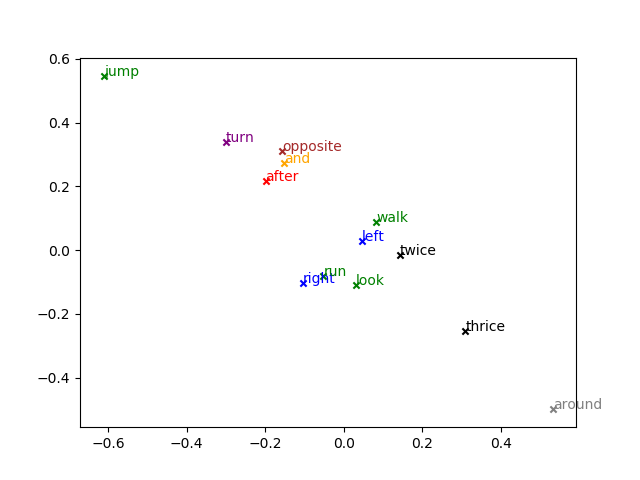 0.6
jump
turn
opposite
0.4
and
after
0.2
walk
left
twice
0.0
run
right
look
−0.2
thrice
−0.4
around
−0.6 −0.4 −0.2 0.0 0.2 0.4